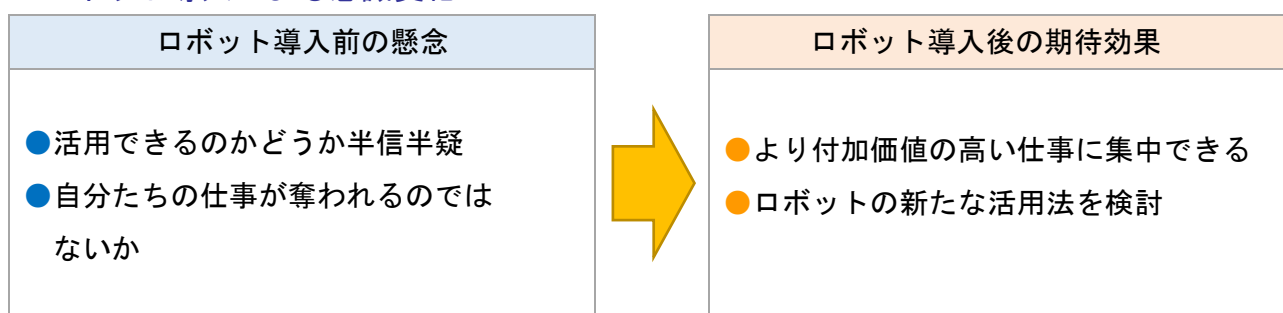 ロボット導入前の懸念
●活用できるのかどうか半信半疑
●自分たちの仕事が奪われるのでは
ないか
ロボット導入後の期待効果
●より付加価値の高い仕事に集中できる
●ロボットの新たな活用法を検討